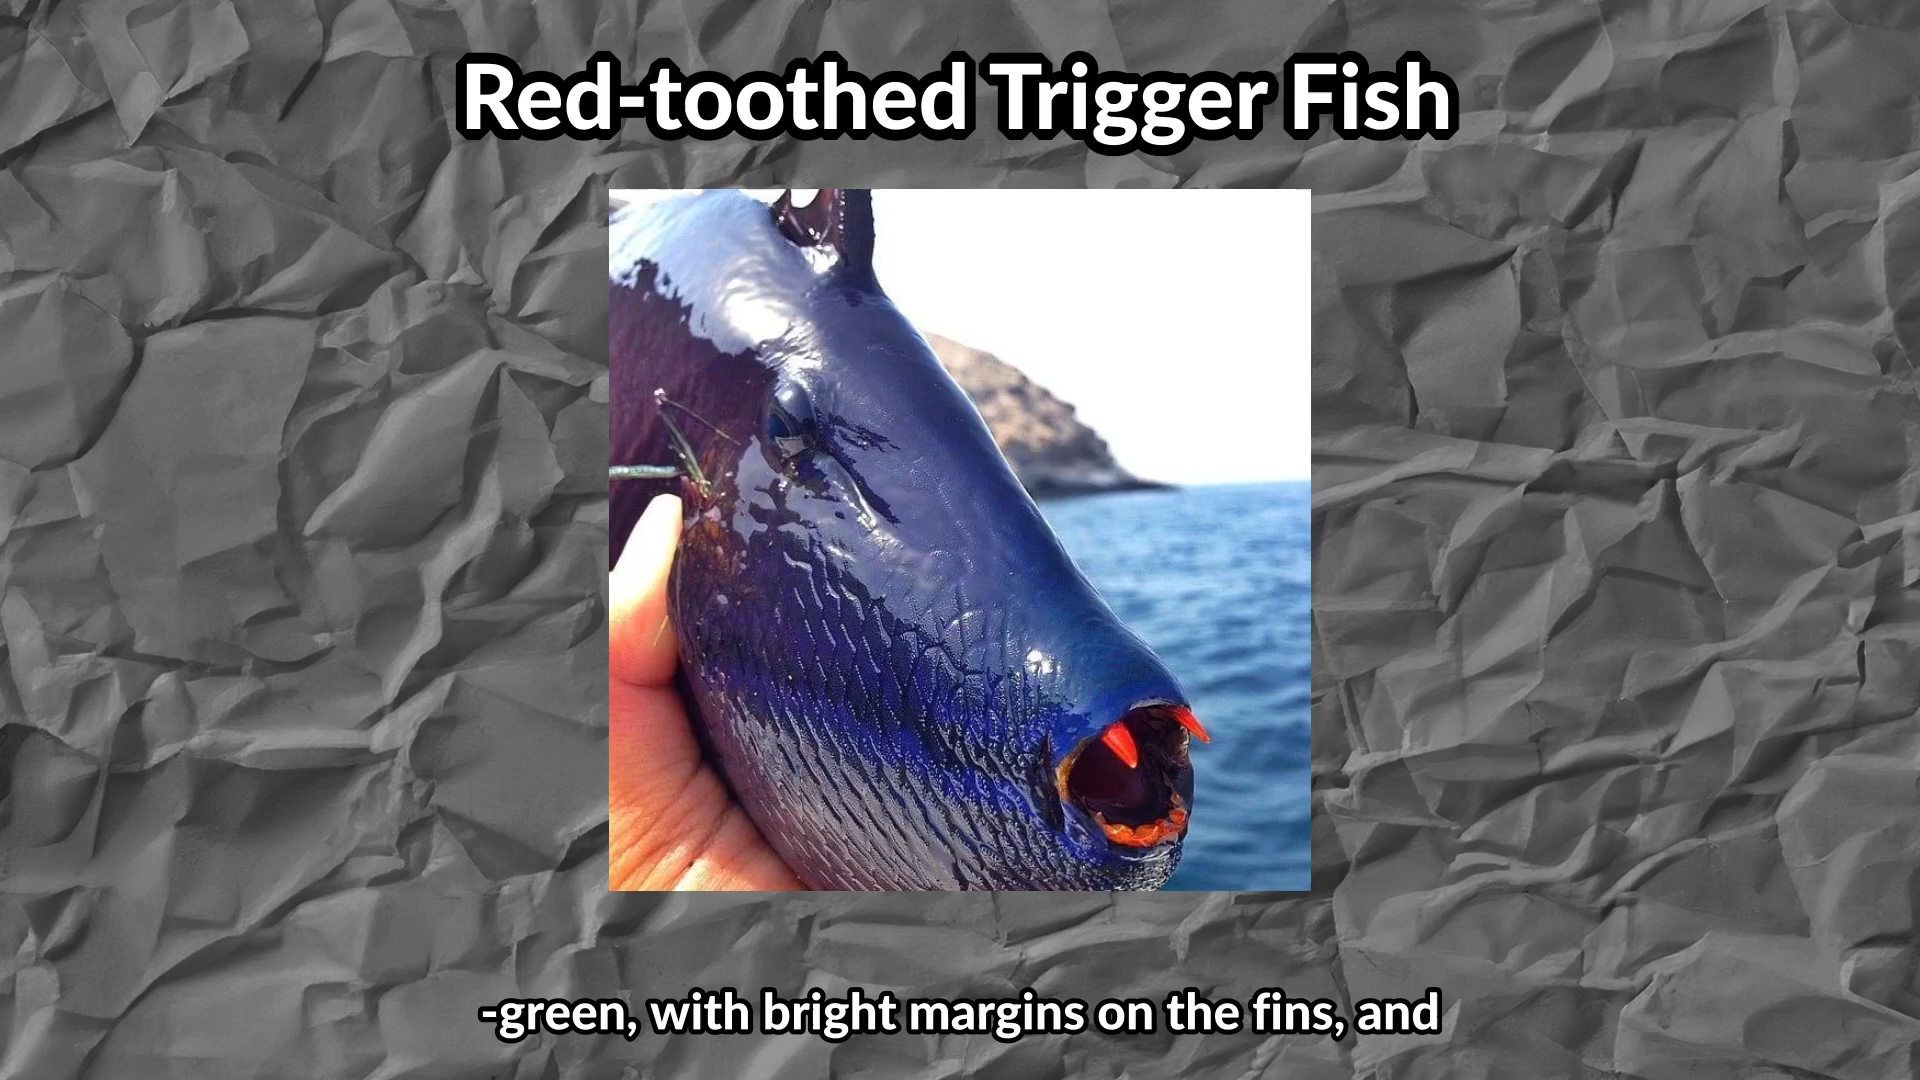 Red-toothed Trigger Fish
-green, with bright margins on the fins, and